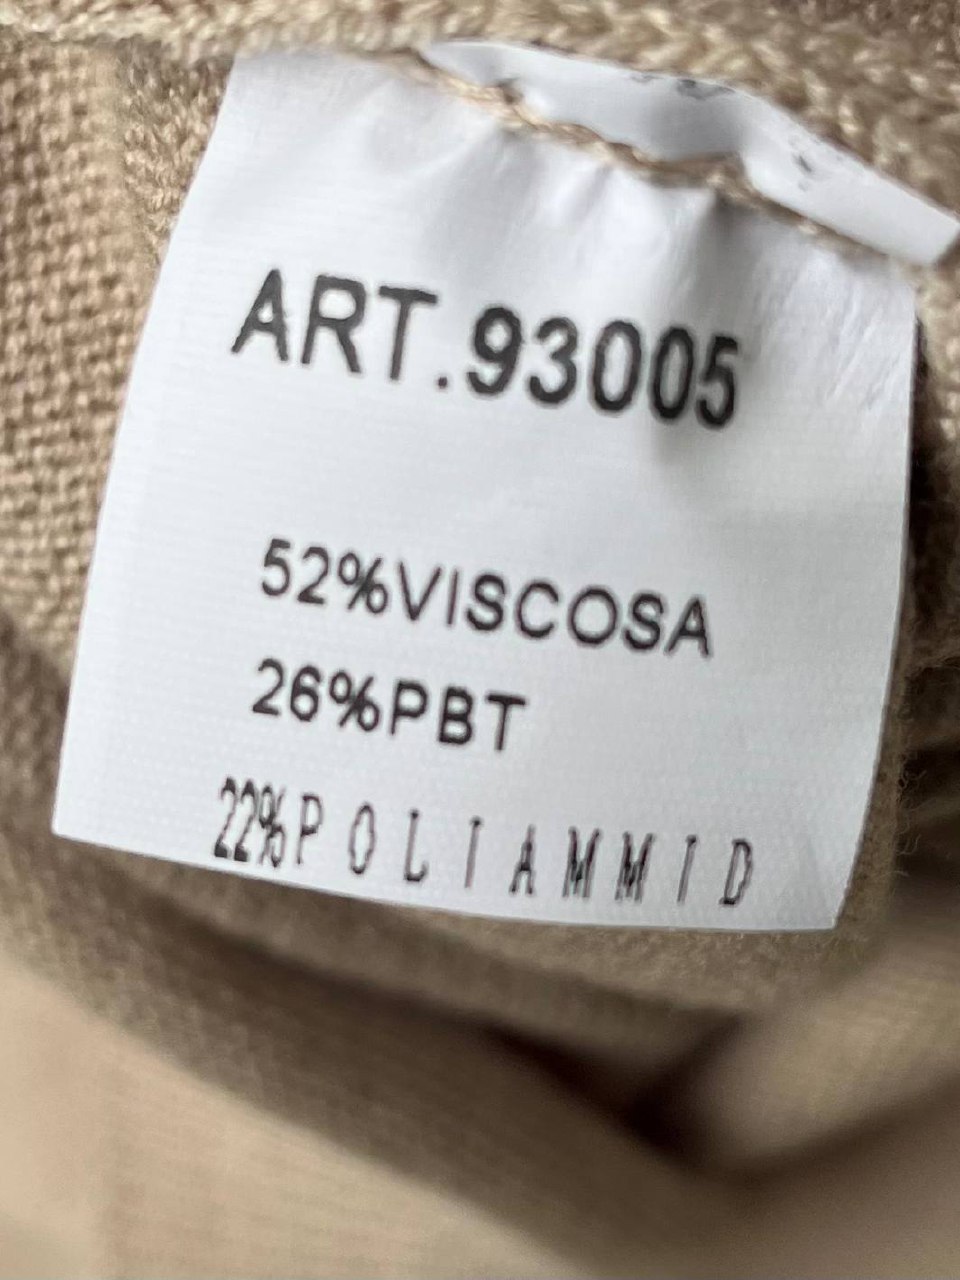 ART.93005
52%VISCOSA
26%PBT
22%POLIAMMID